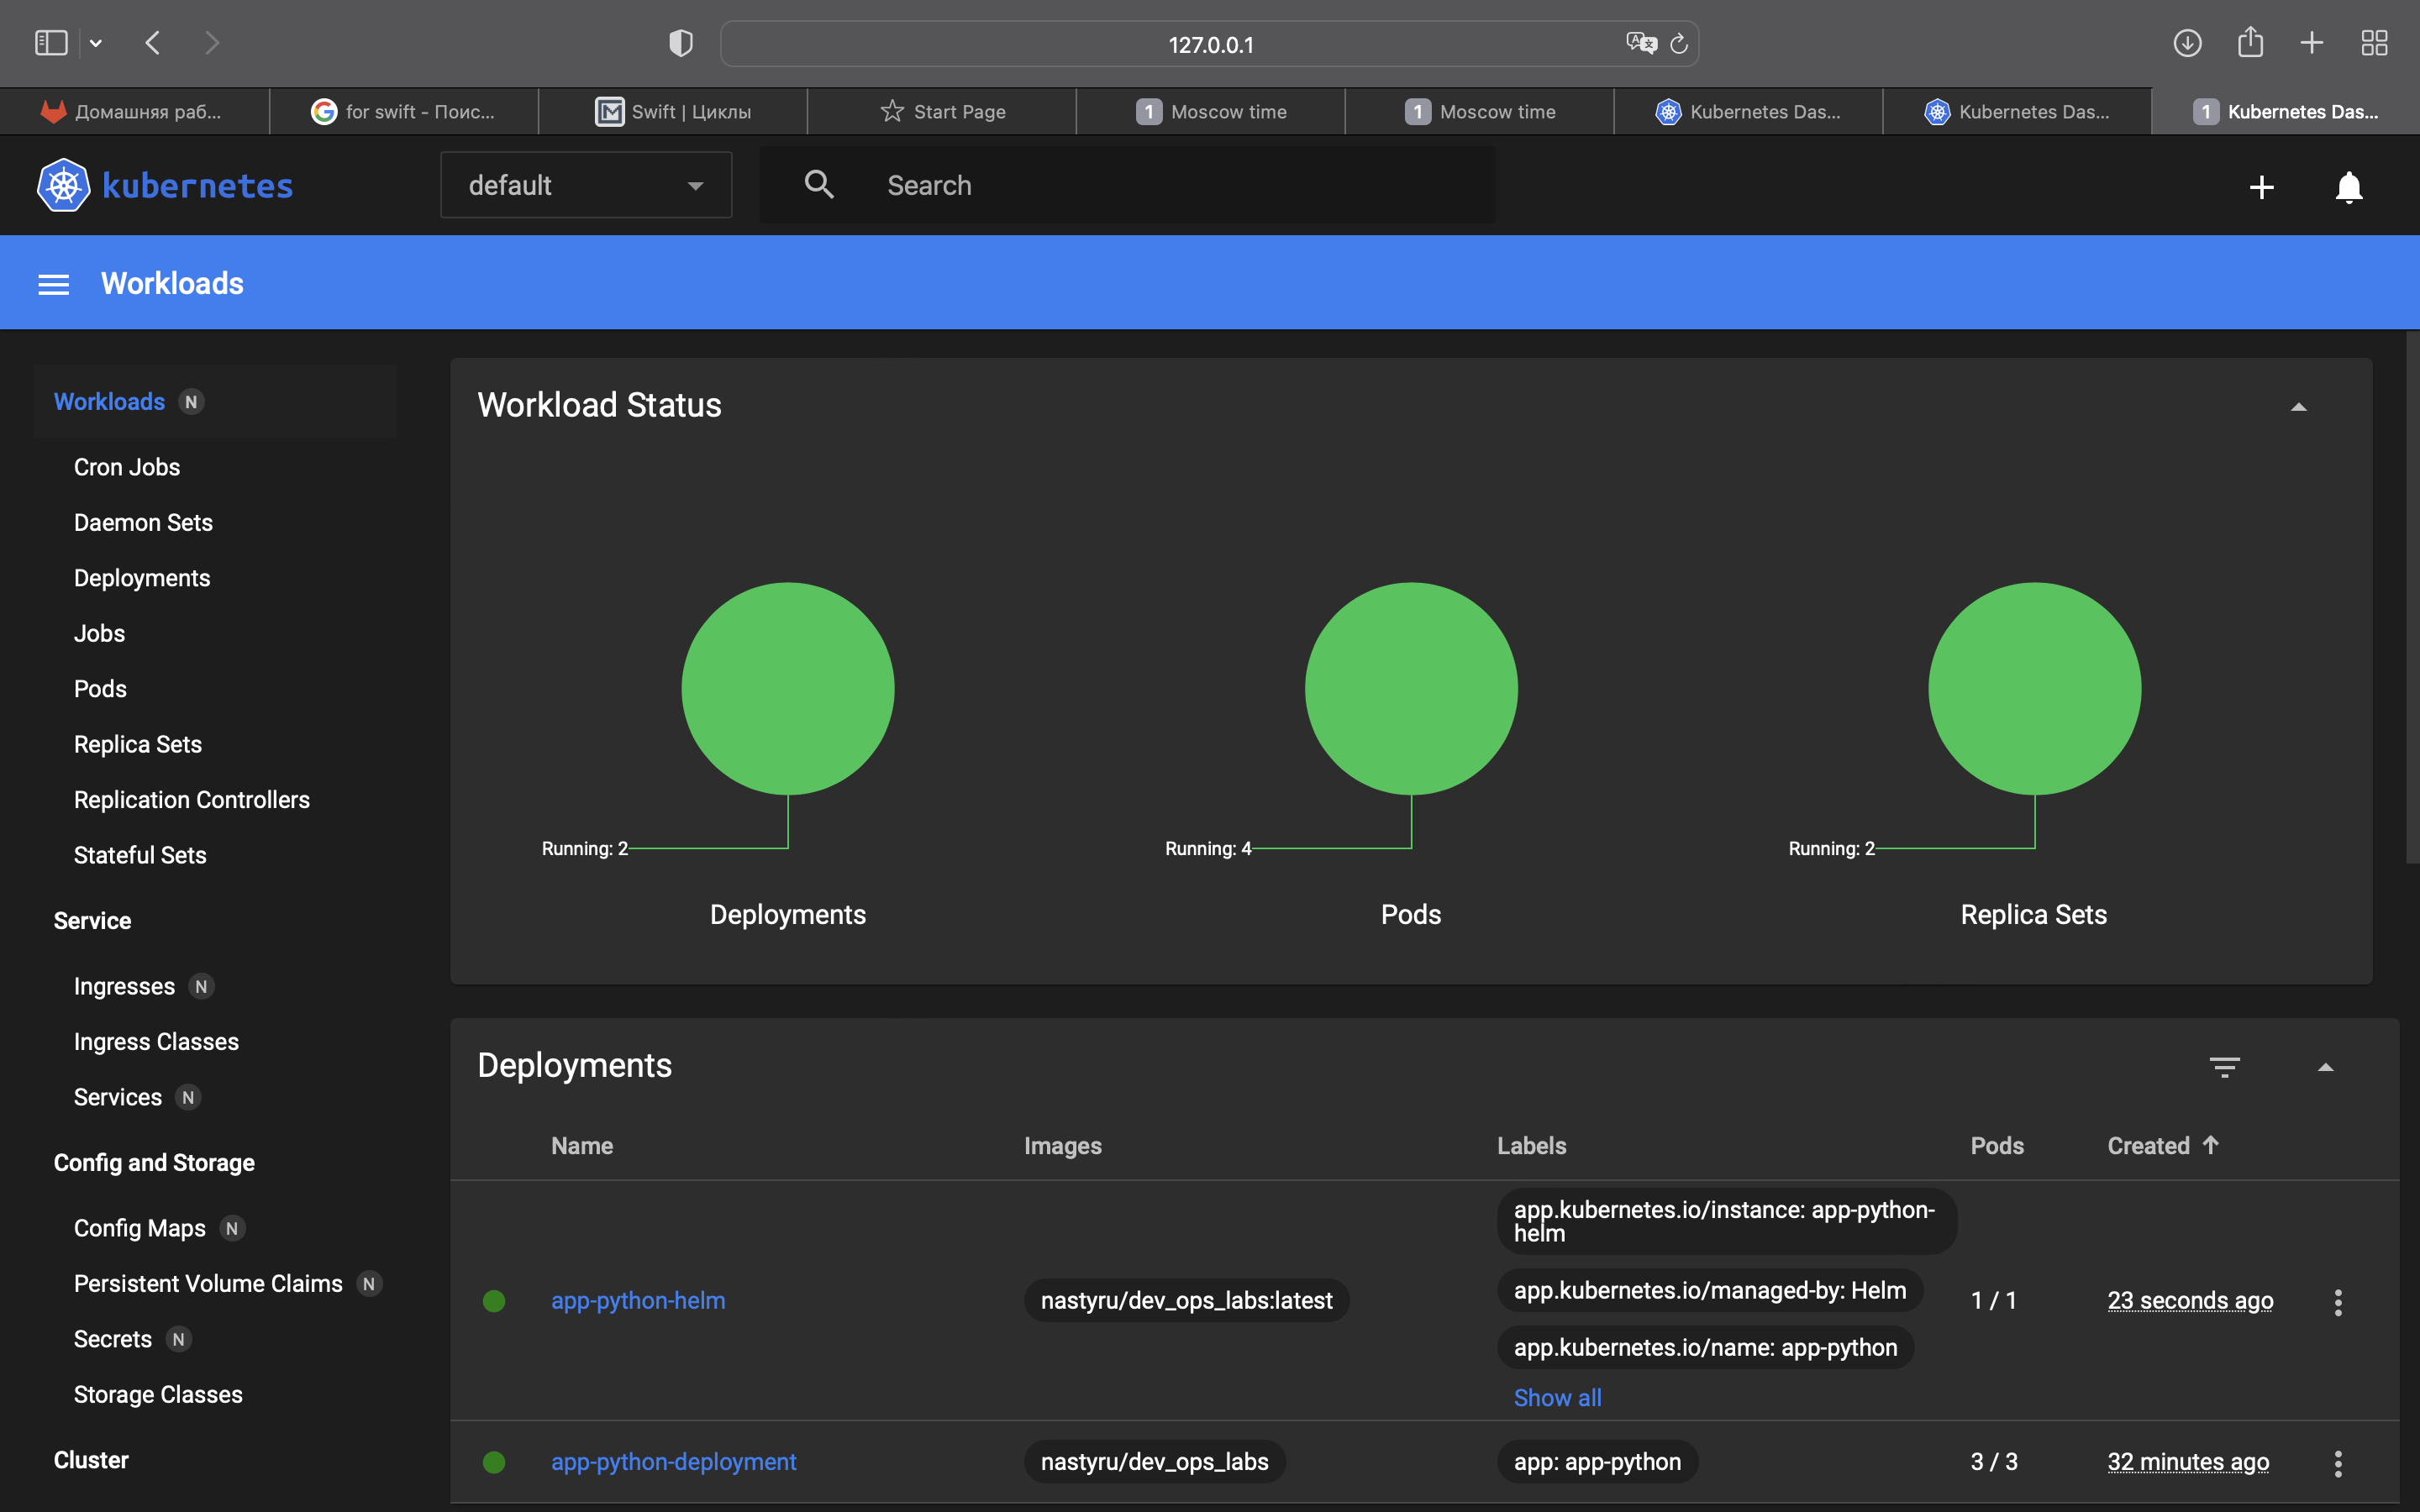 127.0.0.1
Домашняя раб...
for swift - Поис...
Swift | Циклы
Start Page
1 Moscow time
1 Moscow time
Kubernetes Das...
Kubernetes Das...
1 Kubernetes Das...
kubernetes
default
Search
Workloads
Workloads N
Cron Jobs
Daemon Sets
Deployments
Jobs
Pods
Replica Sets
Replication Controllers
Stateful Sets
Service
Ingresses N
Ingress Classes
Services N
Config and Storage
Config Maps N
Persistent Volume Claims N
Secrets N
Storage Classes
Cluster
Workload Status
Running: 2
Deployments
Running: 4
Pods
Running: 2
Replica Sets
Deployments
Name Images Labels Pods Created
app-python-helm
nastyru/dev_ops_labs:latest
app.kubernetes.io/instance: app-python-
helm
app.kubernetes.io/managed-by: Helm
app.kubernetes.io/name: app-python
Show all
1 / 1
23 seconds ago
app-python-deployment
nastyru/dev_ops_labs
app: app-python
3 / 3
32 minutes ago